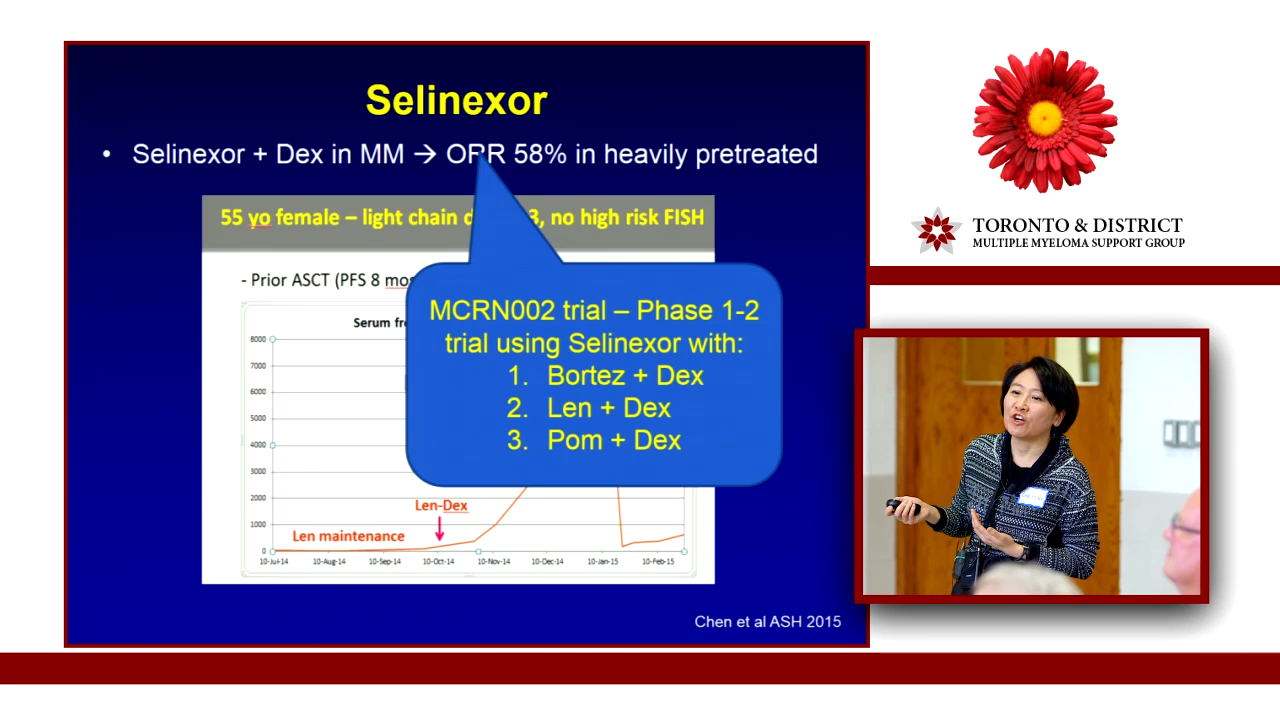 Selinexor
• Selinexor + Dex in MM → ORR 58% in heavily pretreated
55 yo female – light chain 3, no high risk FISH
- Prior ASCT (PFS 8 mos
Serum fr
MCRN002 trial – Phase 1-2
trial using Selinexor with:
1. Bortez + Dex
2. Len + Dex
3. Pom + Dex
8000
7000
6000
5000
4000
3000
2000
1000
0
Len-Dex
Len maintenance
10-Jul-14 10-Aug-14 10-Sep-14 10-Oct-14 10-Nov-14 10-Dec-14 10-Jan-15 10-Feb-15
Chen et al ASH 2015
TORONTO & DISTRICT
MULTIPLE MYELOMA SUPPORT GROUP